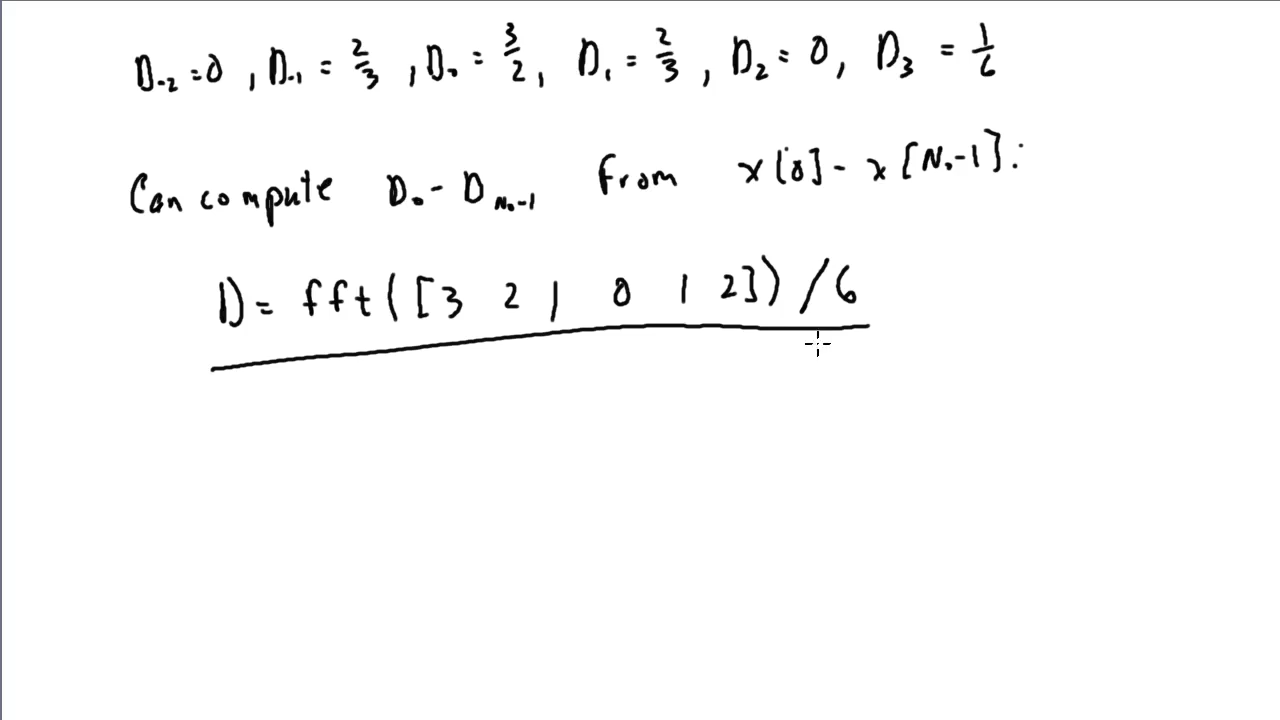 D₋₂ = 0, D₋₁ = 2/3, D₀ = 3/2, D₁ = 2/3, D₂ = 0, D₃ = 1/6
Can compute D₀ - D_{N₀-1} from x[0] - x[N₀-1]:
D = fft([3 2 1 0 1 2])/6